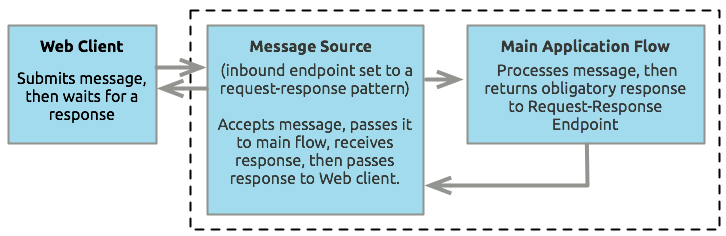 Web Client
Submits message,
then waits for a
response
Message Source
(inbound endpoint set to a
request-response pattern)
Accepts message, passes it
to main flow, receives
response, then passes
response to Web client.
Main Application Flow
Processes message, then
returns obligatory response
to Request-Response
Endpoint